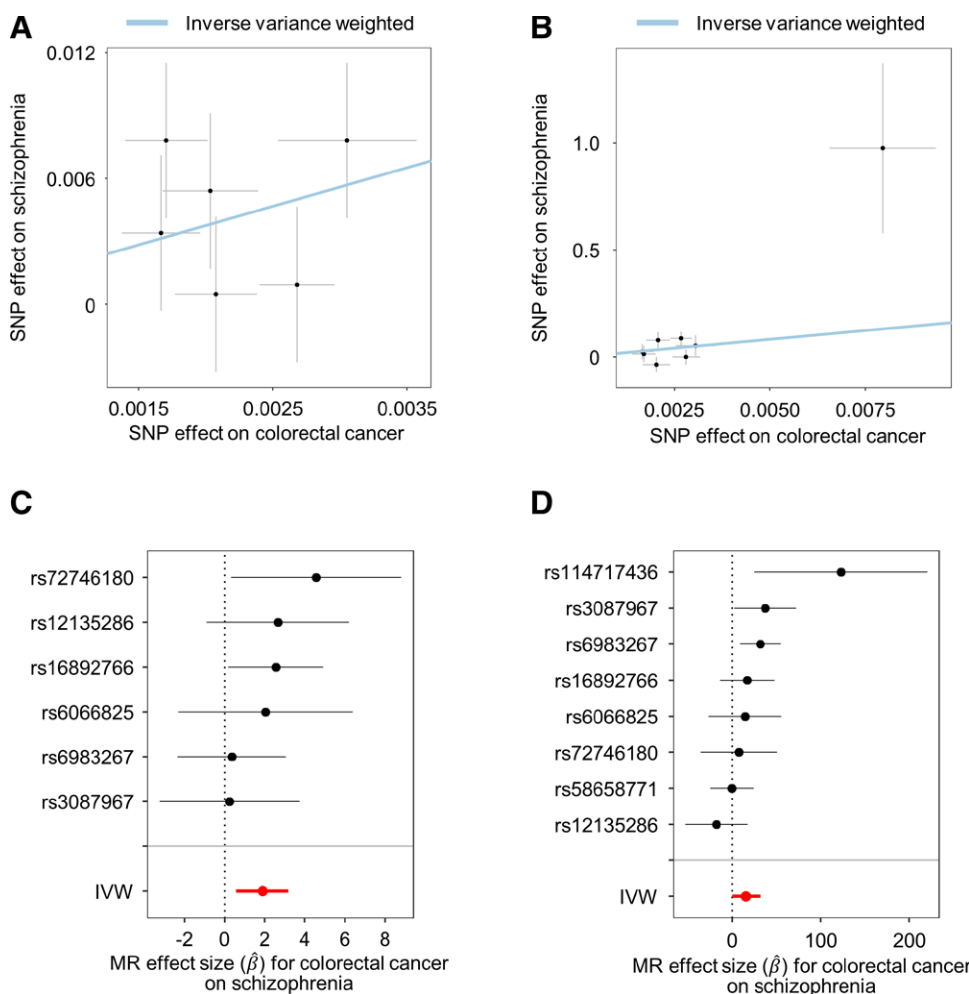 A
Inverse variance weighted
0.012
0.006
0
SNP effect on schizophrenia
0.0015
0.0025
0.0035
SNP effect on colorectal cancer
B
Inverse variance weighted
1.0
0.5
0
SNP effect on schizophrenia
0.0025
0.0050
0.0075
SNP effect on colorectal cancer
C
rs72746180
rs12135286
rs16892766
rs6066825
rs6983267
rs3087967
IVW
-2 0 2 4 6 8
MR effect size (β̂) for colorectal cancer
on schizophrenia
D
rs114717436
rs3087967
rs6983267
rs16892766
rs6066825
rs72746180
rs58658771
rs12135286
IVW
0 100 200
MR effect size (β̂) for colorectal cancer
on schizophrenia